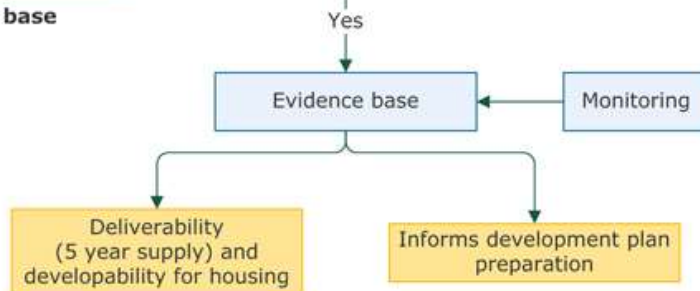 base
Yes
Evidence base
Monitoring
Deliverability
(5 year supply) and
developability for housing
Informs development plan
preparation